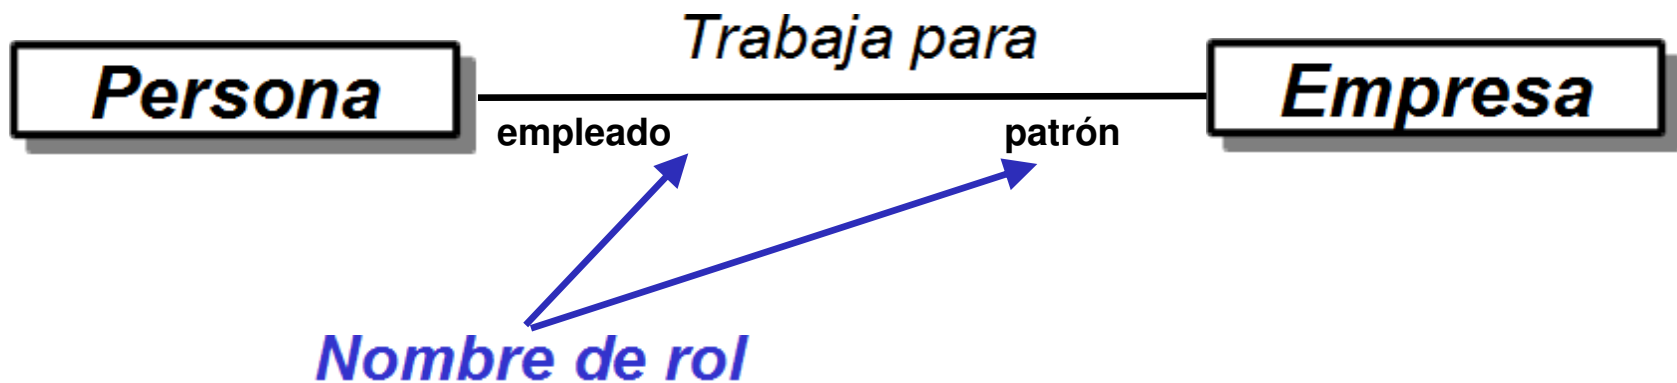 Trabaja para
Persona
Empresa
empleado
patrón
Nombre de rol